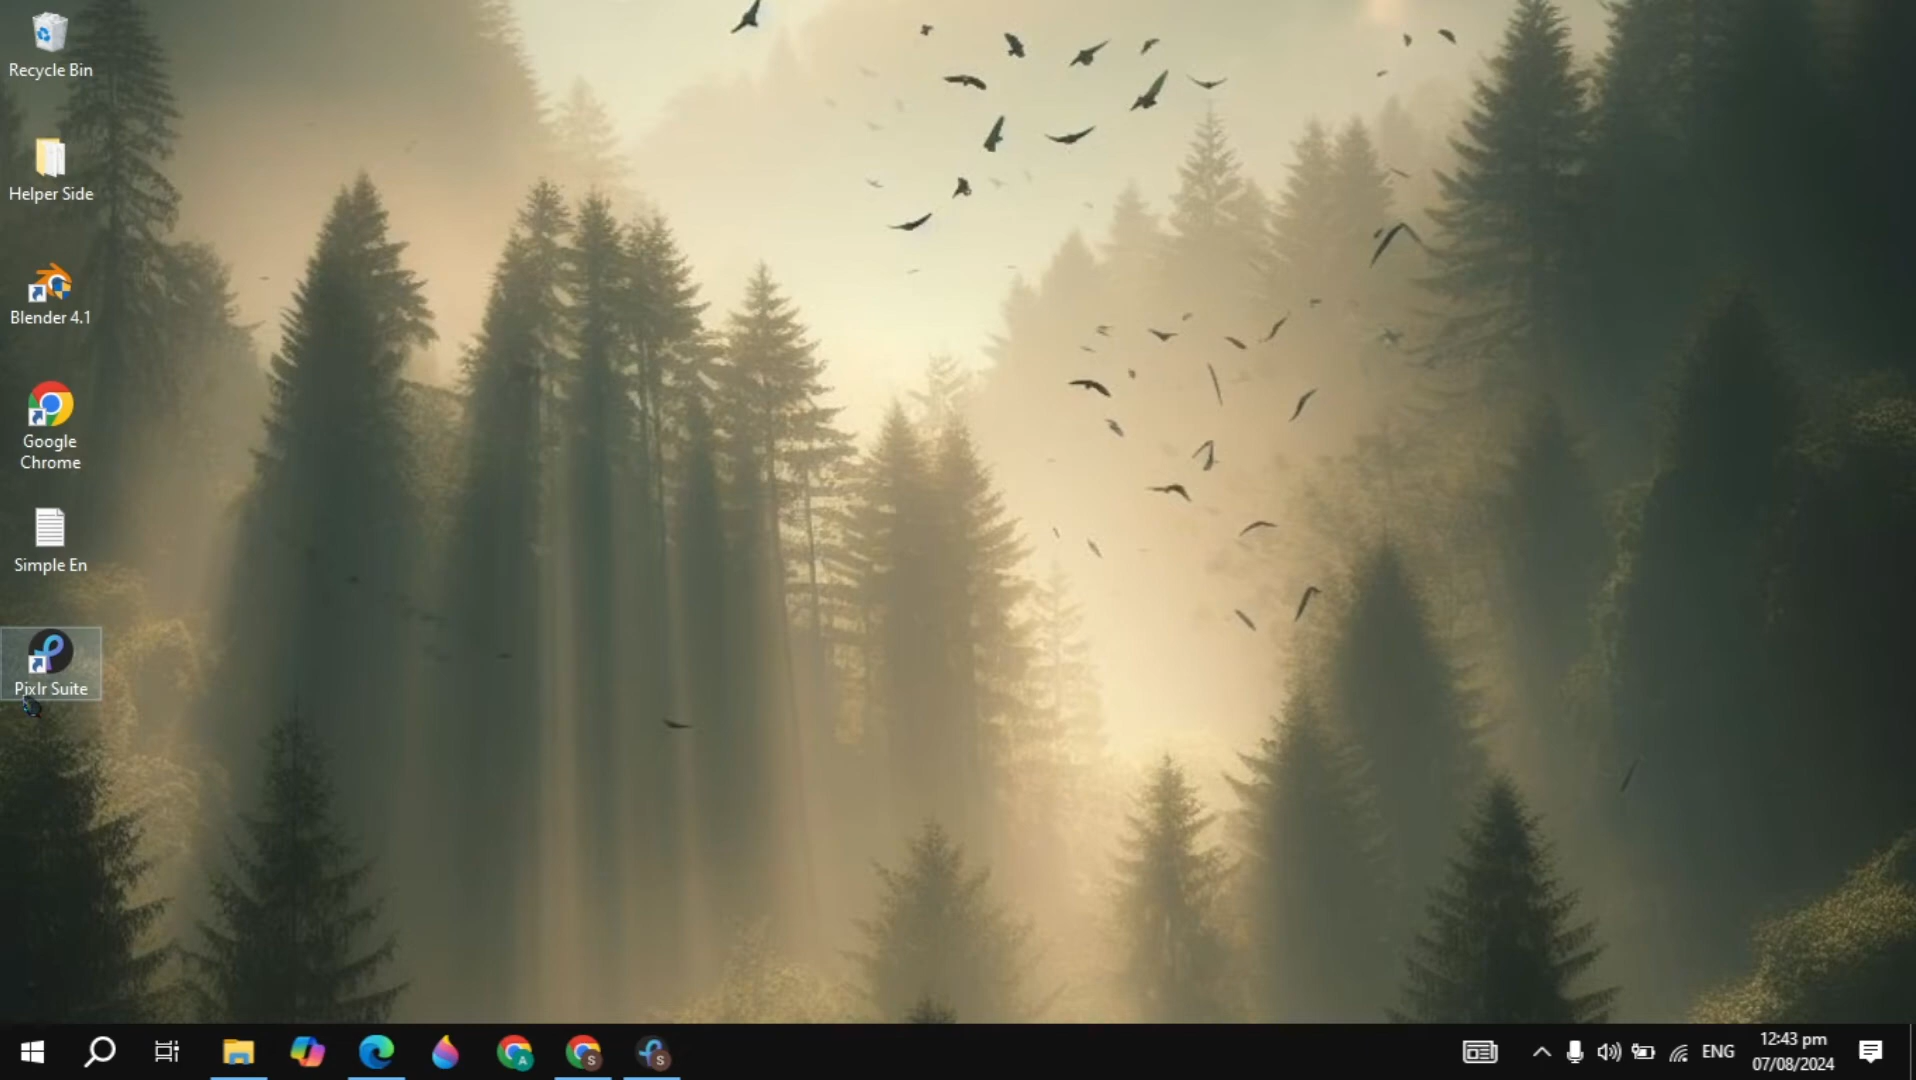 Recycle Bin
Helper Side
Blender 4.1
Google
Chrome
Simple En
Pixlr Suite
A
S
S
ENG
12:43 pm
07/08/2024